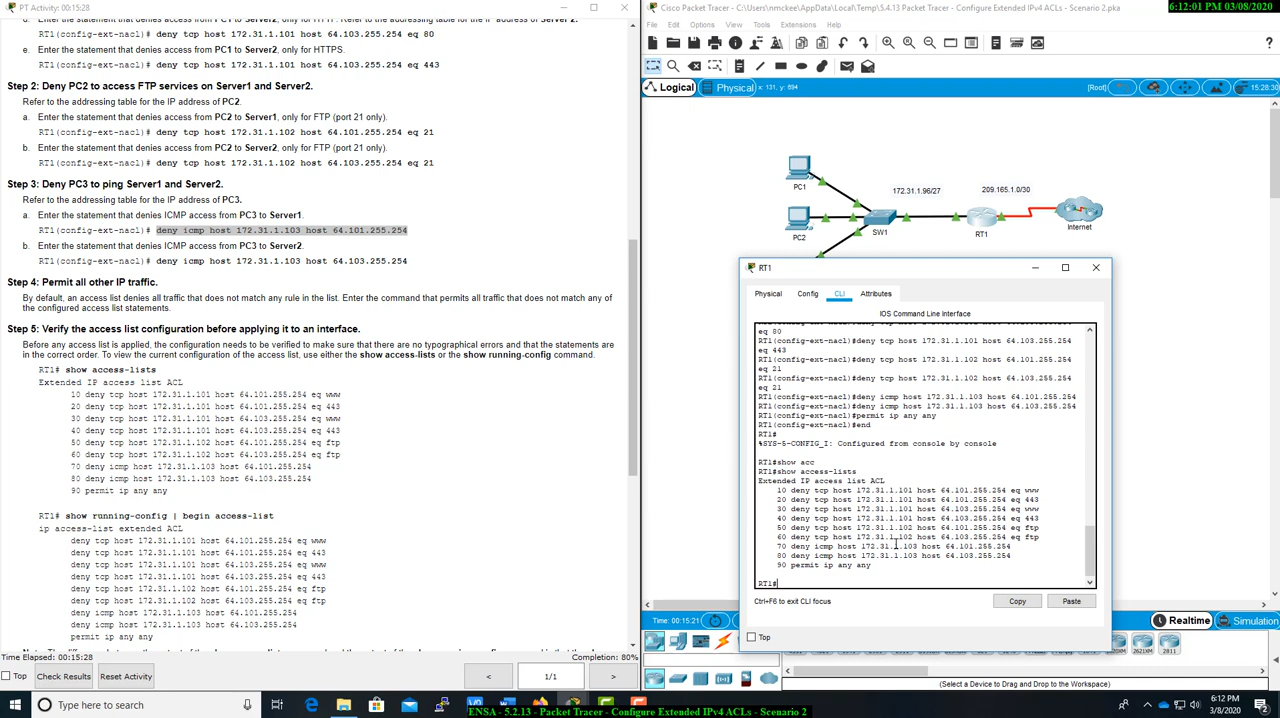 PT Activity: 15:15:28
Cisco Packet Tracer - C:\Users\nmckee\AppData\Local\Temp\5.4.13 Packet Tracer - Configure Extended IPv4 ACLs - Scenario 2.pka
6:12:01 PM 03/08/2020
File Edit Options View Tools Extensions Help
Logical Physical x: 131, y: 694
[Root]
15:28:30
d. Enter the statement that denies access from PC1 to Server2, only for HTTP. Refer to the addressing table for the IP address of Server2.
RT1(config-ext-nacl)# deny tcp host 172.31.1.101 host 64.103.255.254 eq 80
e. Enter the statement that denies access from PC1 to Server2, only for HTTPS.
RT1(config-ext-nacl)# deny tcp host 172.31.1.101 host 64.103.255.254 eq 443
Step 2: Deny PC2 to access FTP services on Server1 and Server2.
Refer to the addressing table for the IP address of PC2.
a. Enter the statement that denies access from PC2 to Server1, only for FTP (port 21 only).
RT1(config-ext-nacl)# deny tcp host 172.31.1.102 host 64.101.255.254 eq 21
b. Enter the statement that denies access from PC2 to Server2, only for FTP (port 21 only).
RT1(config-ext-nacl)# deny tcp host 172.31.1.102 host 64.103.255.254 eq 21
Step 3: Deny PC3 to ping Server1 and Server2.
Refer to the addressing table for the IP address of PC3.
a. Enter the statement that denies ICMP access from PC3 to Server1.
RT1(config-ext-nacl)# deny icmp host 172.31.1.103 host 64.101.255.254
b. Enter the statement that denies ICMP access from PC3 to Server2.
RT1(config-ext-nacl)# deny icmp host 172.31.1.103 host 64.103.255.254
Step 4: Permit all other IP traffic.
By default, an access list denies all traffic that does not match any rule in the list. Enter the command that permits all traffic that does not match any of
the configured access list statements.
Step 5: Verify the access list configuration before applying it to an interface.
Before any access list is applied, the configuration needs to be verified to make sure that there are no typographical errors and that the statements are
in the correct order. To view the current configuration of the access list, use either the show access-lists or the show running-config command.
RT1# show access-lists
Extended IP access list ACL
10 deny tcp host 172.31.1.101 host 64.101.255.254 eq www
20 deny tcp host 172.31.1.101 host 64.101.255.254 eq 443
30 deny tcp host 172.31.1.101 host 64.103.255.254 eq www
40 deny tcp host 172.31.1.101 host 64.103.255.254 eq 443
50 deny tcp host 172.31.1.102 host 64.101.255.254 eq ftp
60 deny tcp host 172.31.1.102 host 64.103.255.254 eq ftp
70 deny icmp host 172.31.1.103 host 64.101.255.254
80 deny icmp host 172.31.1.103 host 64.103.255.254
90 permit ip any any
RT1# show running-config | begin access-list
ip access-list extended ACL
deny tcp host 172.31.1.101 host 64.101.255.254 eq www
deny tcp host 172.31.1.101 host 64.101.255.254 eq 443
deny tcp host 172.31.1.101 host 64.103.255.254 eq www
deny tcp host 172.31.1.101 host 64.103.255.254 eq 443
deny tcp host 172.31.1.102 host 64.101.255.254 eq ftp
deny tcp host 172.31.1.102 host 64.103.255.254 eq ftp
deny icmp host 172.31.1.103 host 64.101.255.254
deny icmp host 172.31.1.103 host 64.103.255.254
permit ip any any
Time Elapsed: 00:15:28
Completion: 80%
Top Check Results Reset Activity < 1/1 >
PC1
172.31.1.96/27
209.165.1.0/30
PC2
SW1
RT1
Internet
RT1
Physical Config CLI Attributes
IOS Command Line Interface
eq 80
RT1(config-ext-nacl)#deny tcp host 172.31.1.101 host 64.103.255.254
eq 443
RT1(config-ext-nacl)#deny tcp host 172.31.1.102 host 64.101.255.254
eq 21
RT1(config-ext-nacl)#deny tcp host 172.31.1.102 host 64.103.255.254
eq 21
RT1(config-ext-nacl)#deny icmp host 172.31.1.103 host 64.101.255.254
RT1(config-ext-nacl)#deny icmp host 172.31.1.103 host 64.103.255.254
RT1(config-ext-nacl)#permit ip any any
RT1(config-ext-nacl)#end
RT1#
%SYS-5-CONFIG_I: Configured from console by console
RT1#show acc
RT1#show access-lists
Extended IP access list ACL
10 deny tcp host 172.31.1.101 host 64.101.255.254 eq www
20 deny tcp host 172.31.1.101 host 64.101.255.254 eq 443
30 deny tcp host 172.31.1.101 host 64.103.255.254 eq www
40 deny tcp host 172.31.1.101 host 64.103.255.254 eq 443
50 deny tcp host 172.31.1.102 host 64.101.255.254 eq ftp
60 deny tcp host 172.31.1.102 host 64.103.255.254 eq ftp
70 deny icmp host 172.31.1.103 host 64.101.255.254
80 deny icmp host 172.31.1.103 host 64.103.255.254
90 permit ip any any
RT1#
Ctrl+F6 to exit CLI focus
Copy Paste
Top
Time: 00:15:21
Realtime Simulation
2621XM 2811
(Select a Device to Drag and Drop to the Workspace)
Type here to search
ENSA - 5.2.13 - Packet Tracer - Configure Extended IPv4 ACLs - Scenario 2
6:12 PM
3/8/2020